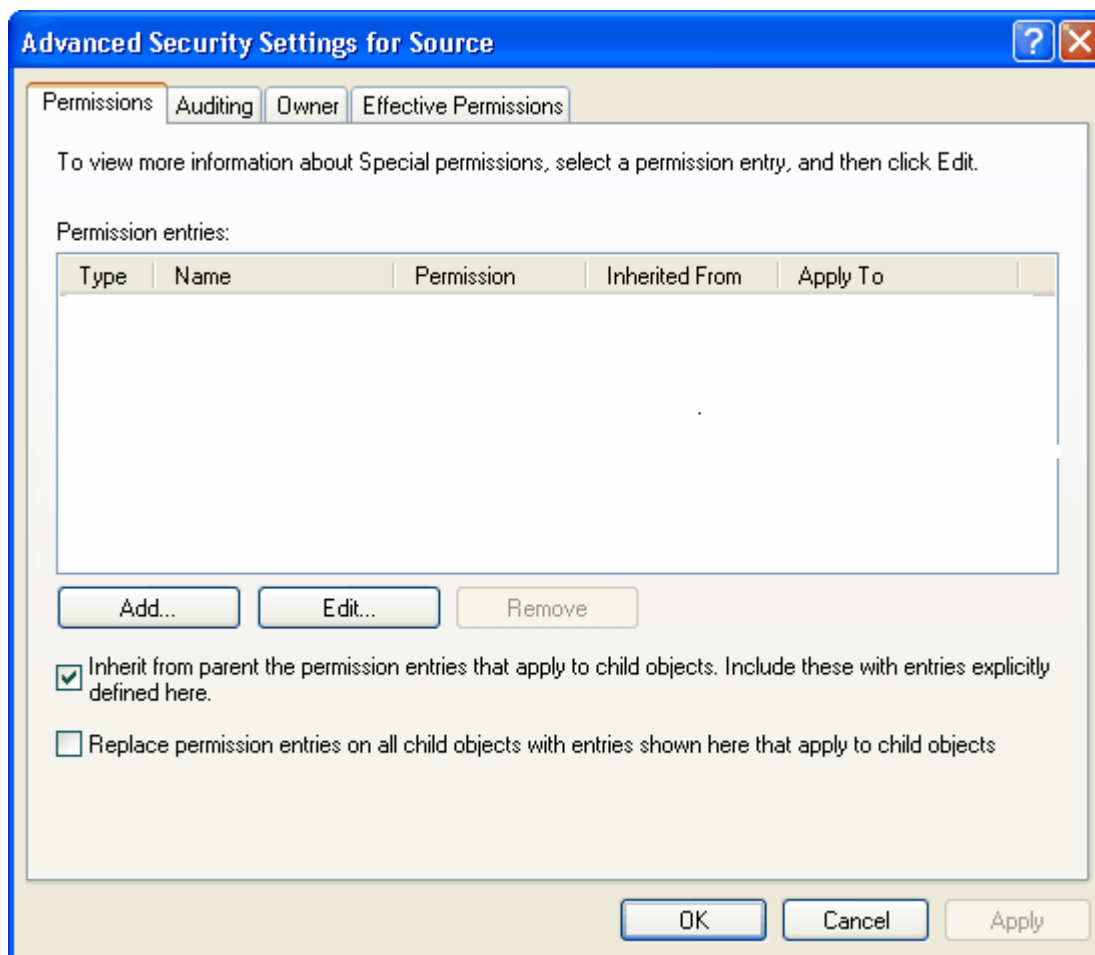 Advanced Security Settings for Source
Permissions Auditing Owner Effective Permissions
To view more information about Special permissions, select a permission entry, and then click Edit.
Permission entries:
Type Name Permission Inherited From Apply To
Add... Edit... Remove
Inherit from parent the permission entries that apply to child objects. Include these with entries explicitly
defined here.
Replace permission entries on all child objects with entries shown here that apply to child objects
OK Cancel Apply